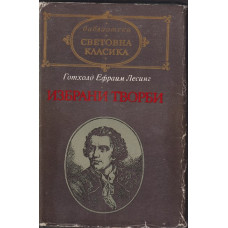 библиотека
СВЕТОВНА
КЛАСИКА
Готхолд Ефраим Лесинг
ИЗБРАНИ ТВОРБИ